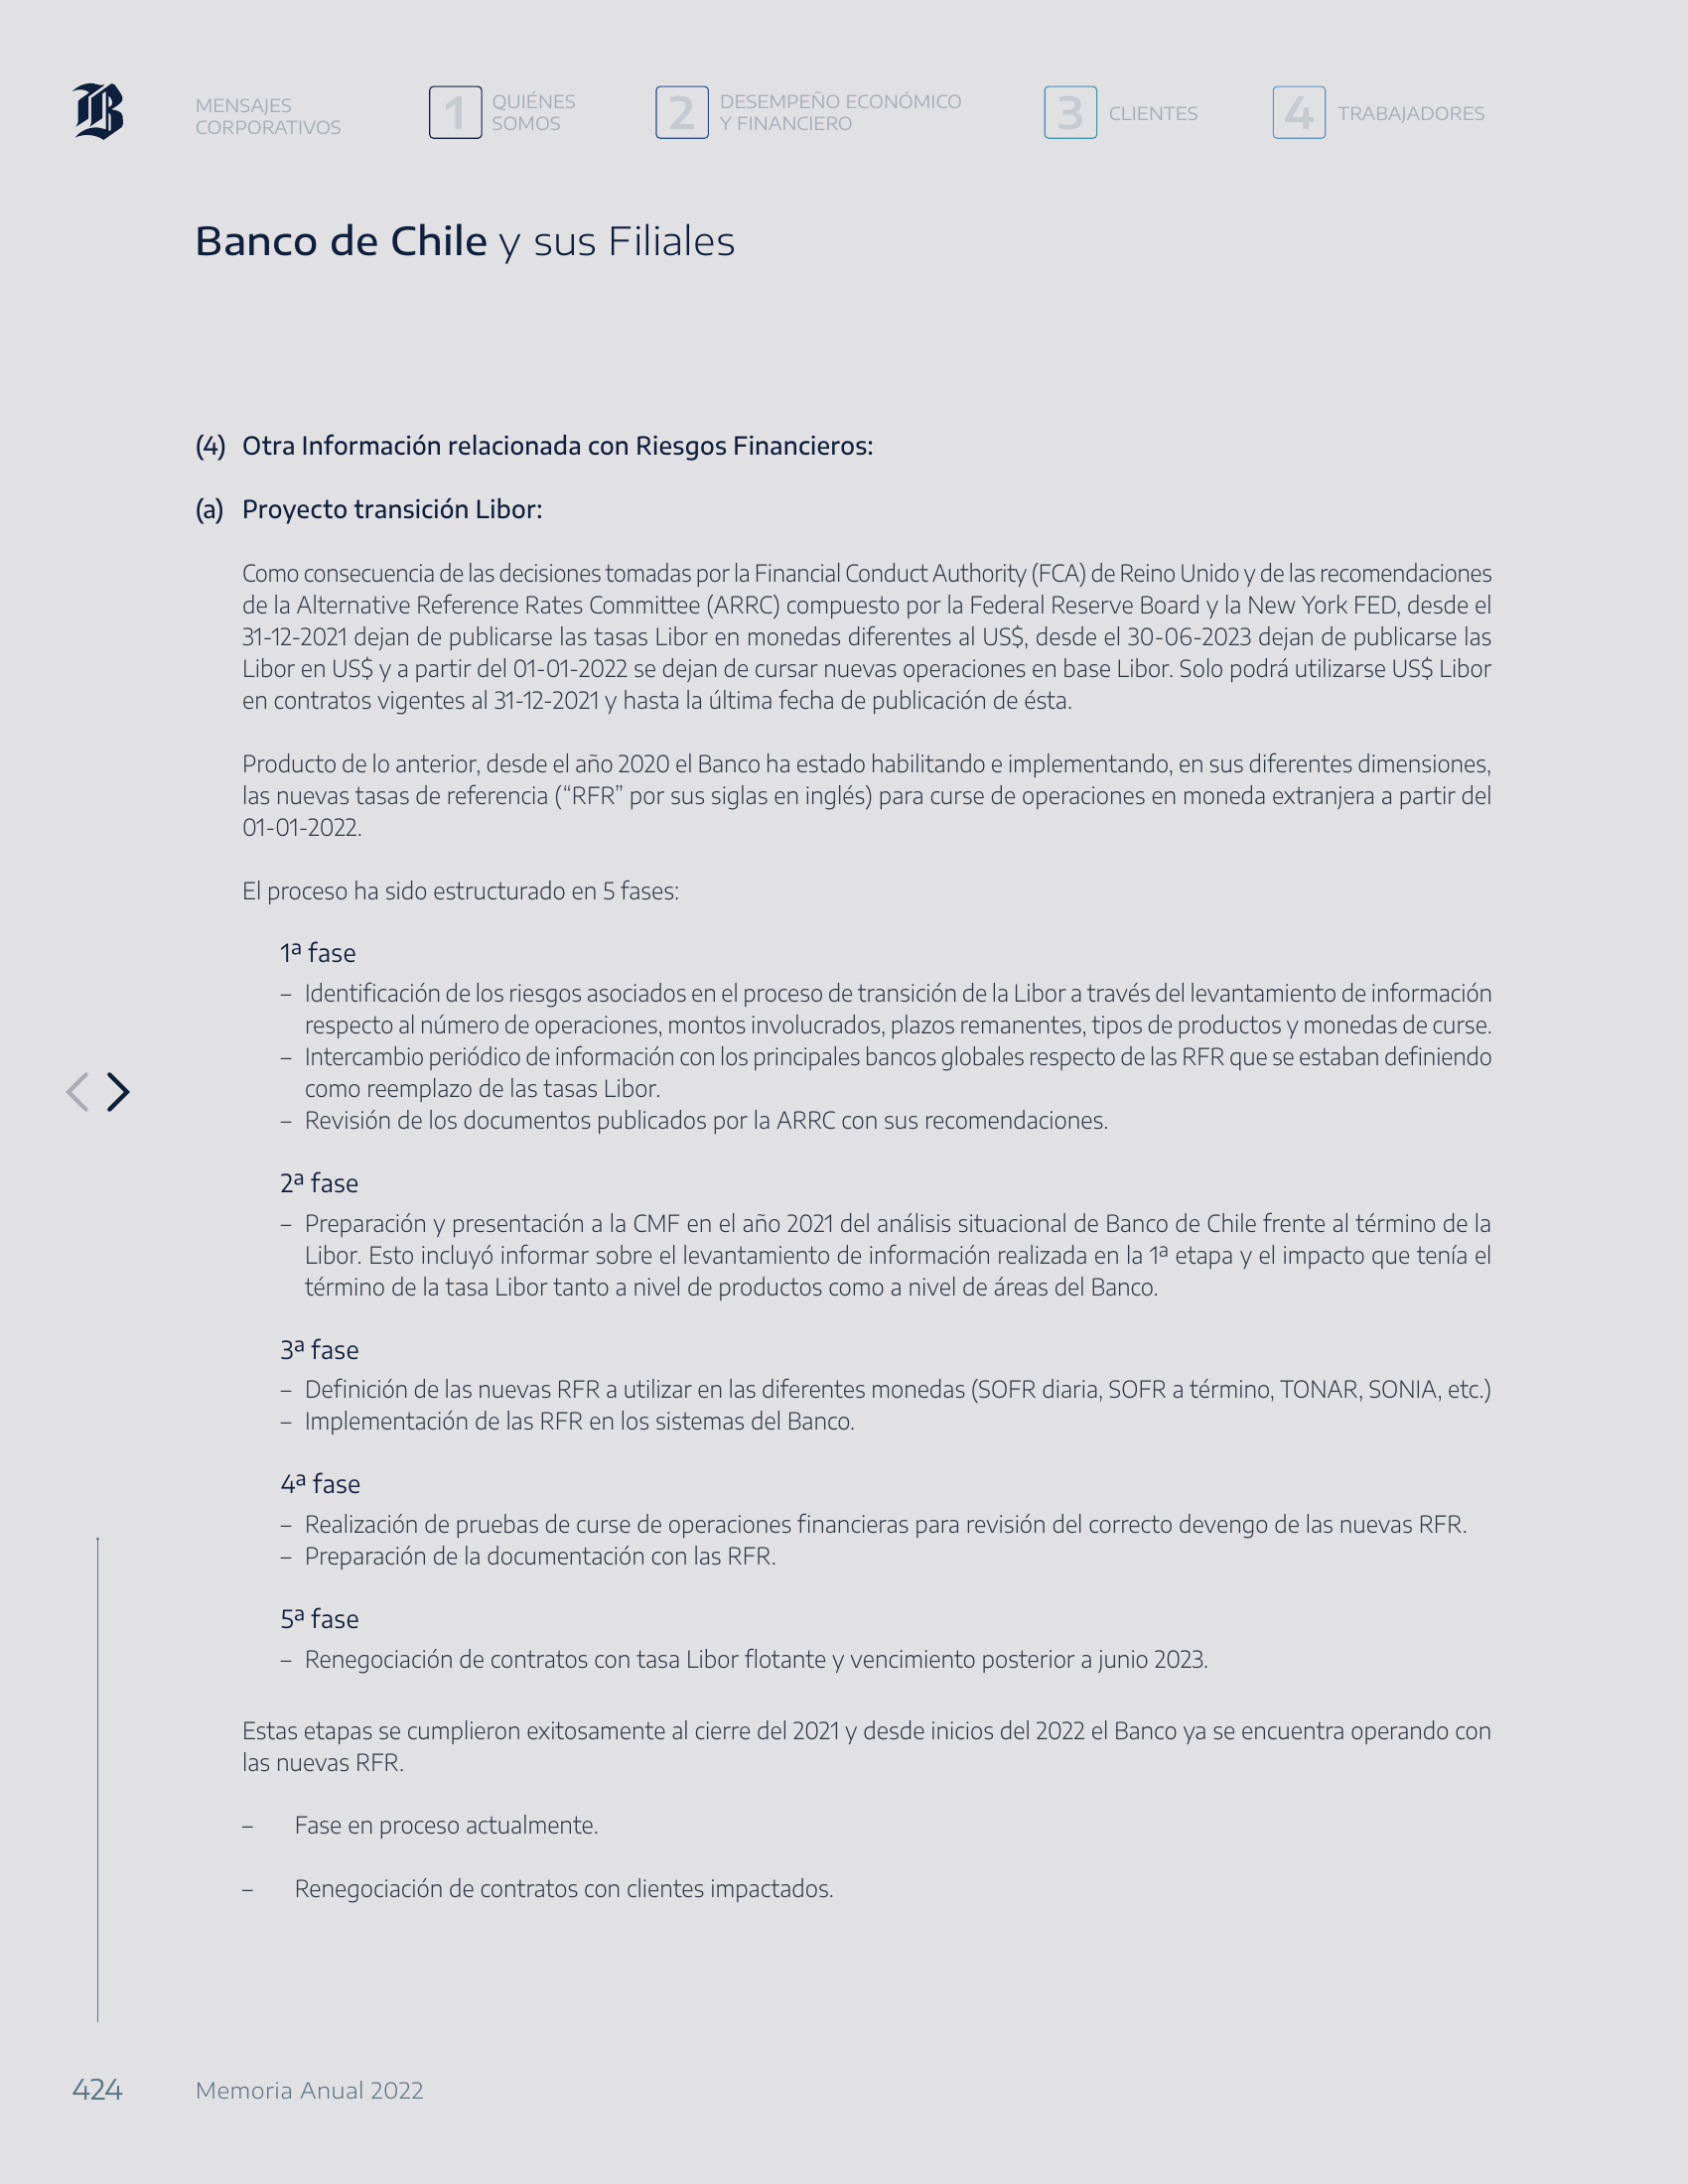 B
MENSAJES
CORPORATIVOS
1
QUIÉNES
SOMOS
2
DESEMPEÑO ECONÓMICO
Y FINANCIERO
3
CLIENTES
4
TRABAJADORES
Banco de Chile y sus Filiales
(4) Otra Información relacionada con Riesgos Financieros:
(a) Proyecto transición Libor:
Como consecuencia de las decisiones tomadas por la Financial Conduct Authority (FCA) de Reino Unido y de las recomendaciones
de la Alternative Reference Rates Committee (ARRC) compuesto por la Federal Reserve Board y la New York FED, desde el
31-12-2021 dejan de publicarse las tasas Libor en monedas diferentes al US$, desde el 30-06-2023 dejan de publicarse las
Libor en US$ y a partir del 01-01-2022 se dejan de cursar nuevas operaciones en base Libor. Solo podrá utilizarse US$ Libor
en contratos vigentes al 31-12-2021 y hasta la última fecha de publicación de ésta.
Producto de lo anterior, desde el año 2020 el Banco ha estado habilitando e implementando, en sus diferentes dimensiones,
las nuevas tasas de referencia (“RFR” por sus siglas en inglés) para curse de operaciones en moneda extranjera a partir del
01-01-2022.
El proceso ha sido estructurado en 5 fases:
1ª fase
– Identificación de los riesgos asociados en el proceso de transición de la Libor a través del levantamiento de información
respecto al número de operaciones, montos involucrados, plazos remanentes, tipos de productos y monedas de curse.
– Intercambio periódico de información con los principales bancos globales respecto de las RFR que se estaban definiendo
como reemplazo de las tasas Libor.
– Revisión de los documentos publicados por la ARRC con sus recomendaciones.
2ª fase
– Preparación y presentación a la CMF en el año 2021 del análisis situacional de Banco de Chile frente al término de la
Libor. Esto incluyó informar sobre el levantamiento de información realizada en la 1ª etapa y el impacto que tenía el
término de la tasa Libor tanto a nivel de productos como a nivel de áreas del Banco.
3ª fase
– Definición de las nuevas RFR a utilizar en las diferentes monedas (SOFR diaria, SOFR a término, TONAR, SONIA, etc.)
– Implementación de las RFR en los sistemas del Banco.
4ª fase
– Realización de pruebas de curse de operaciones financieras para revisión del correcto devengo de las nuevas RFR.
– Preparación de la documentación con las RFR.
5ª fase
– Renegociación de contratos con tasa Libor flotante y vencimiento posterior a junio 2023.
Estas etapas se cumplieron exitosamente al cierre del 2021 y desde inicios del 2022 el Banco ya se encuentra operando con
las nuevas RFR.
– Fase en proceso actualmente.
– Renegociación de contratos con clientes impactados.
424
Memoria Anual 2022